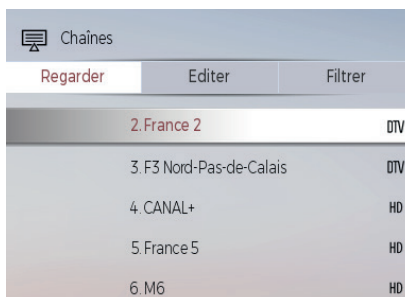 Chaînes
Regarder Editer Filtrer
2. France 2 DTV
3. F3 Nord-Pas-de-Calais DTV
4. CANAL+ HD
5. France 5 HD
6. M6 HD